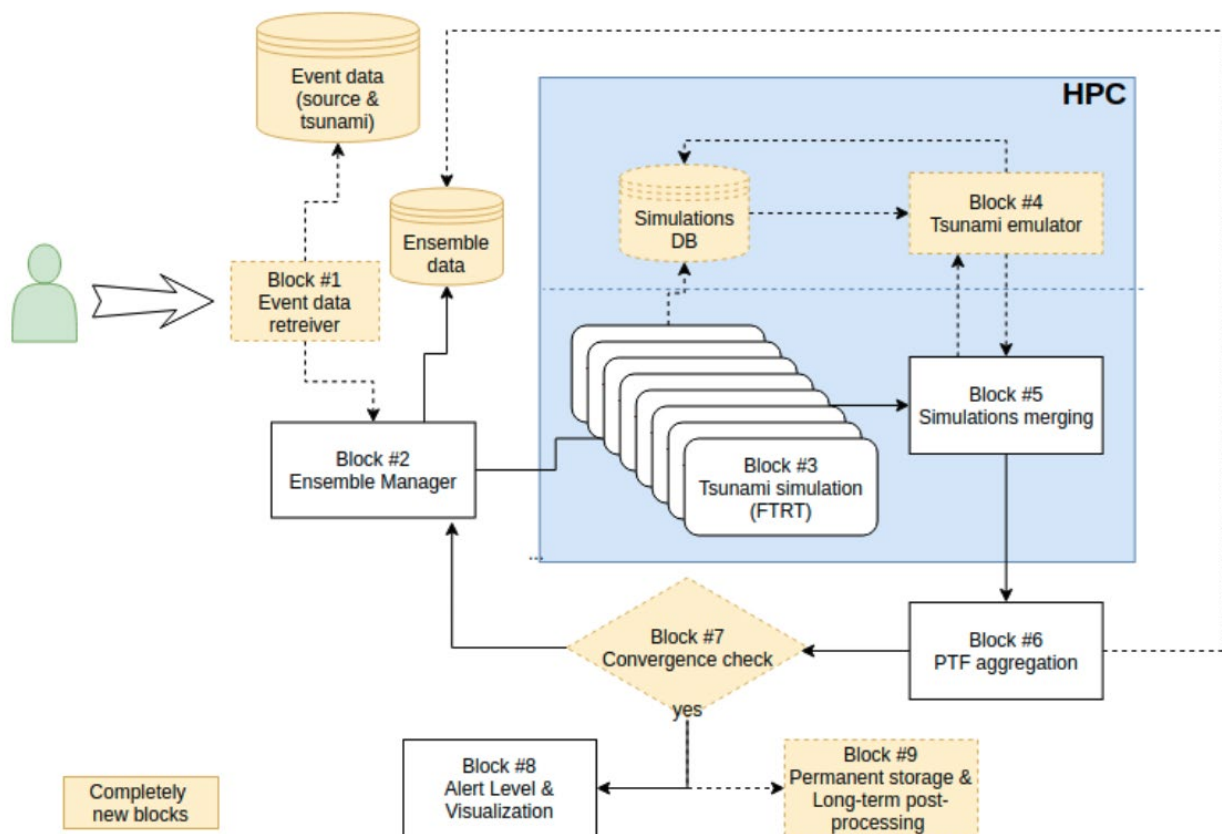 Event data
(source &
tsunami)
HPC
Block #4
Tsunami emulator
Simulations
DB
Ensemble
data
Block #1
Event data
retreiver
Block #5
Simulations merging
Block #2
Ensemble Manager
Block #3
Tsunami simulation
(FTRT)
...
Block #7
Convergence check
Block #6
PTF aggregation
yes
Block #8
Alert Level &
Visualization
Block #9
Permanent storage &
Long-term post-
processing
Completely
new blocks